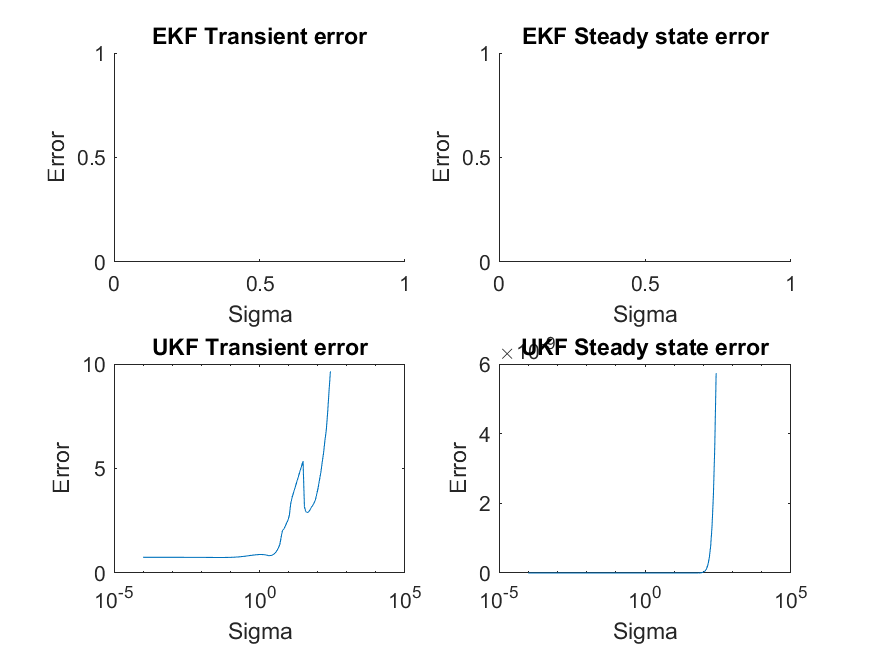 EKF Transient error
1
0.5
0
Error
0 0.5 1
Sigma
EKF Steady state error
1
0.5
0
Error
0 0.5 1
Sigma
UKF Transient error
10
5
0
Error
10^-5 10^0 10^5
Sigma
UKF Steady state error
6
4
2
0
Error
10^-5 10^0 10^5
Sigma